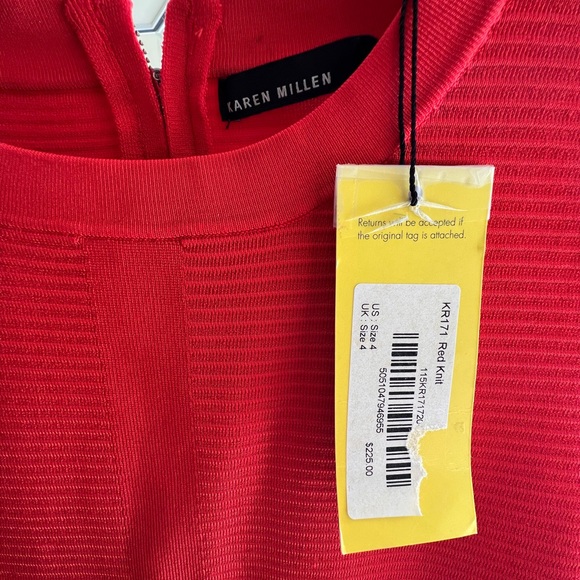 KAREN MILLEN
Returns will be accepted if
the original tag is attached.
KR171 Red Knit
115KR171720
US : Size 4
UK : Size 4
5051047946955
$225.00